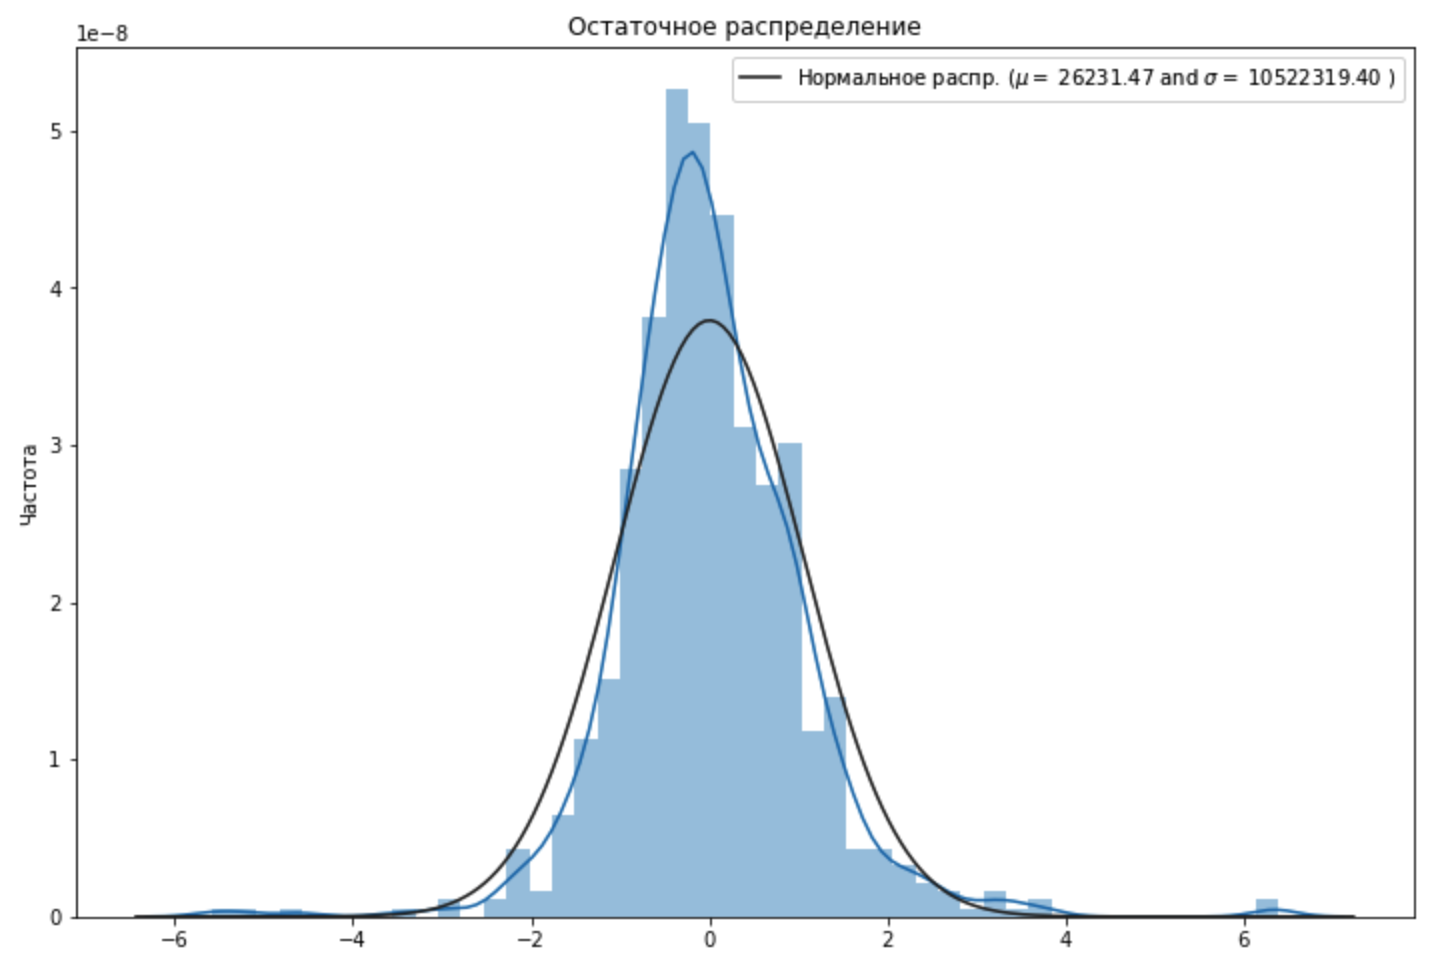 Остаточное распределение
1e−8
Нормальное распр. (μ = 26231.47 and σ = 10522319.40 )
5
4
3
2
1
0
Частота
−6 −4 −2 0 2 4 6